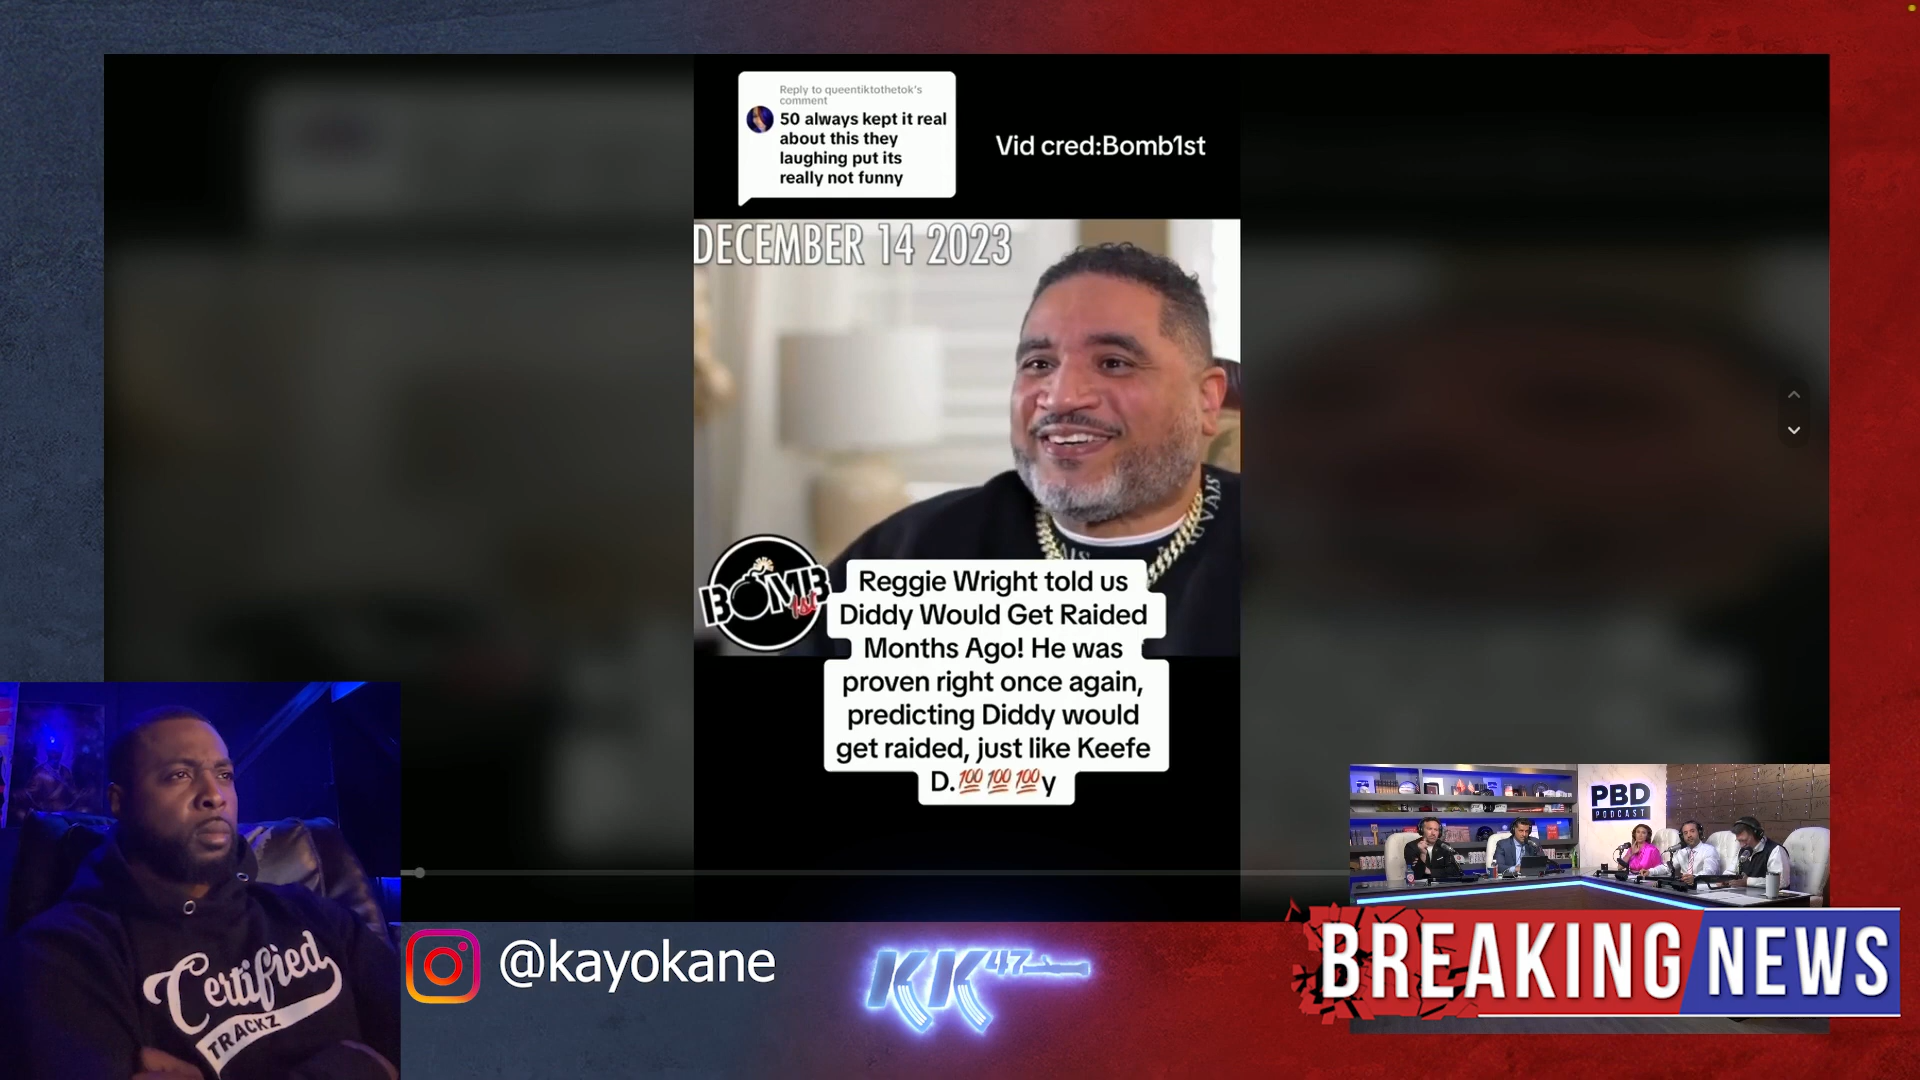 Reply to queentiktothetok's
comment
50 always kept it real
about this they
laughing put its
really not funny
Vid cred:Bomb1st
DECEMBER 14 2023
BOMB
1st
Reggie Wright told us
Diddy Would Get Raided
Months Ago! He was
proven right once again,
predicting Diddy would
get raided, just like Keefe
D.💯💯💯y
Certified
TRACKZ
@kayokane
KK47
PBD
PODCAST
BREAKING NEWS